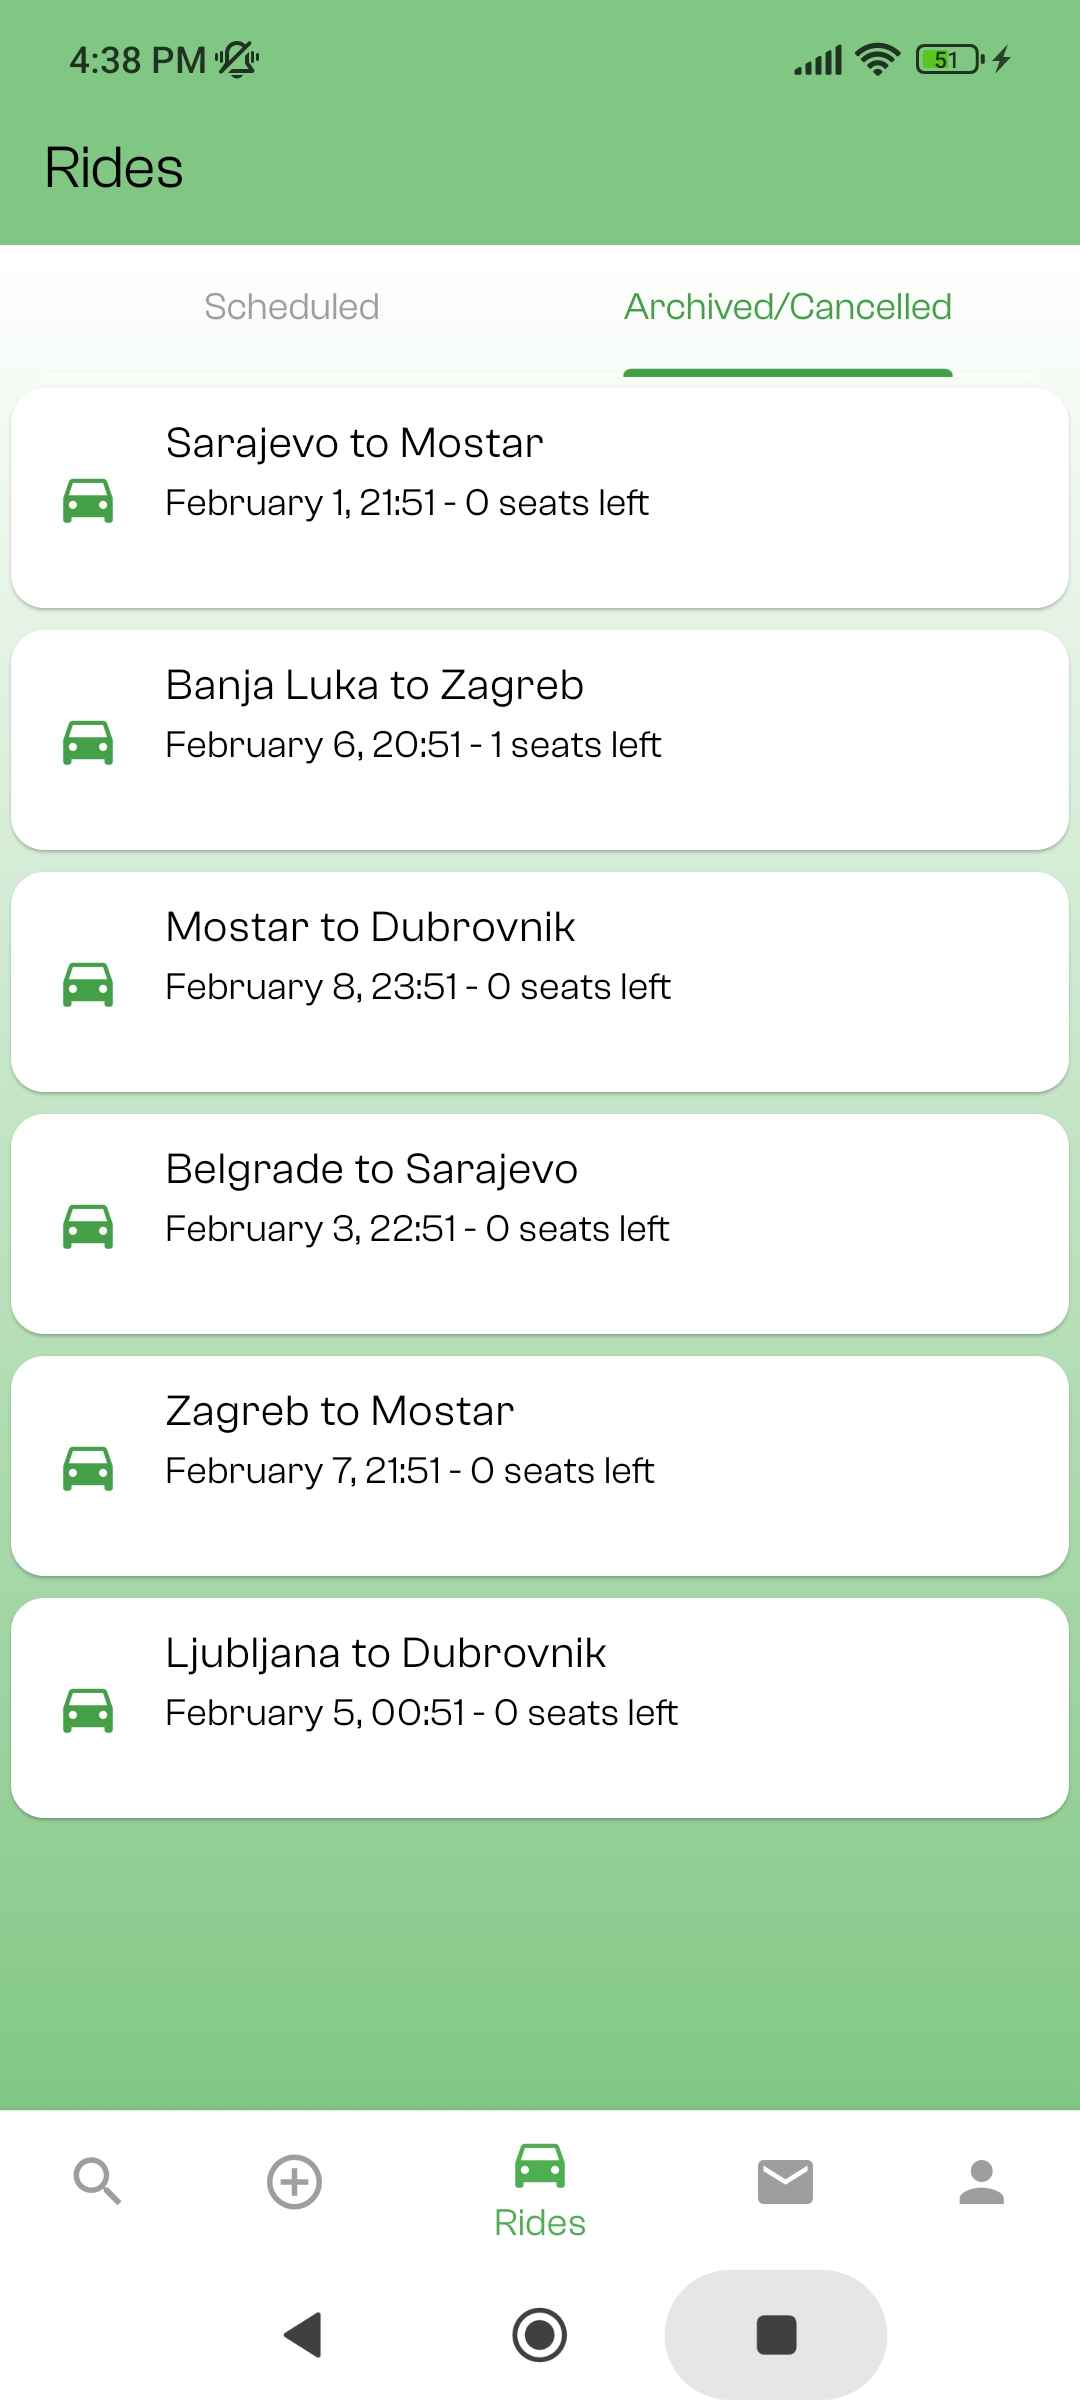 4:38 PM
51
Rides
Scheduled
Archived/Cancelled
Sarajevo to Mostar
February 1, 21:51 - 0 seats left
Banja Luka to Zagreb
February 6, 20:51 - 1 seats left
Mostar to Dubrovnik
February 8, 23:51 - 0 seats left
Belgrade to Sarajevo
February 3, 22:51 - 0 seats left
Zagreb to Mostar
February 7, 21:51 - 0 seats left
Ljubljana to Dubrovnik
February 5, 00:51 - 0 seats left
Rides